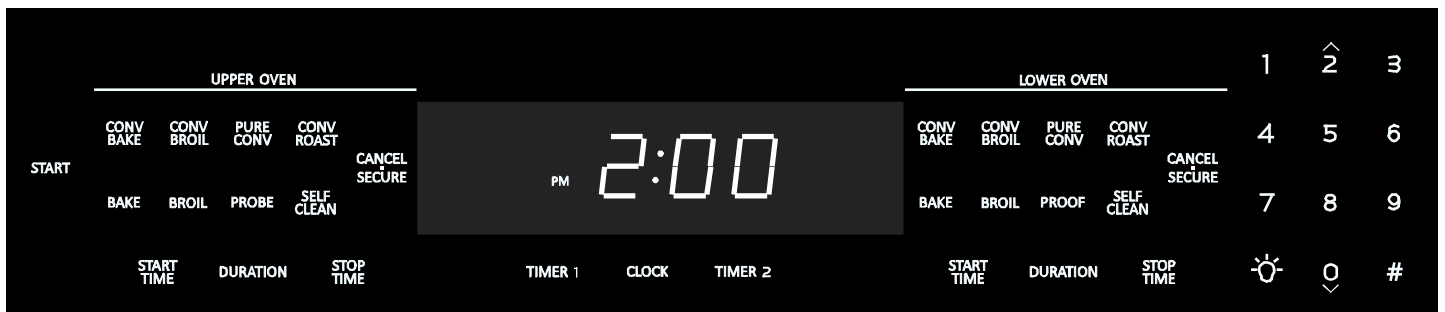 UPPER OVEN
CONV BAKE
CONV BROIL
PURE CONV
CONV ROAST
START
CANCEL
SECURE
BAKE
BROIL
PROBE
SELF CLEAN
START TIME
DURATION
STOP TIME
PM 2:00
TIMER 1
CLOCK
TIMER 2
LOWER OVEN
CONV BAKE
CONV BROIL
PURE CONV
CONV ROAST
CANCEL
SECURE
BAKE
BROIL
PROOF
SELF CLEAN
START TIME
DURATION
STOP TIME
1 2 3
4 5 6
7 8 9
0 #